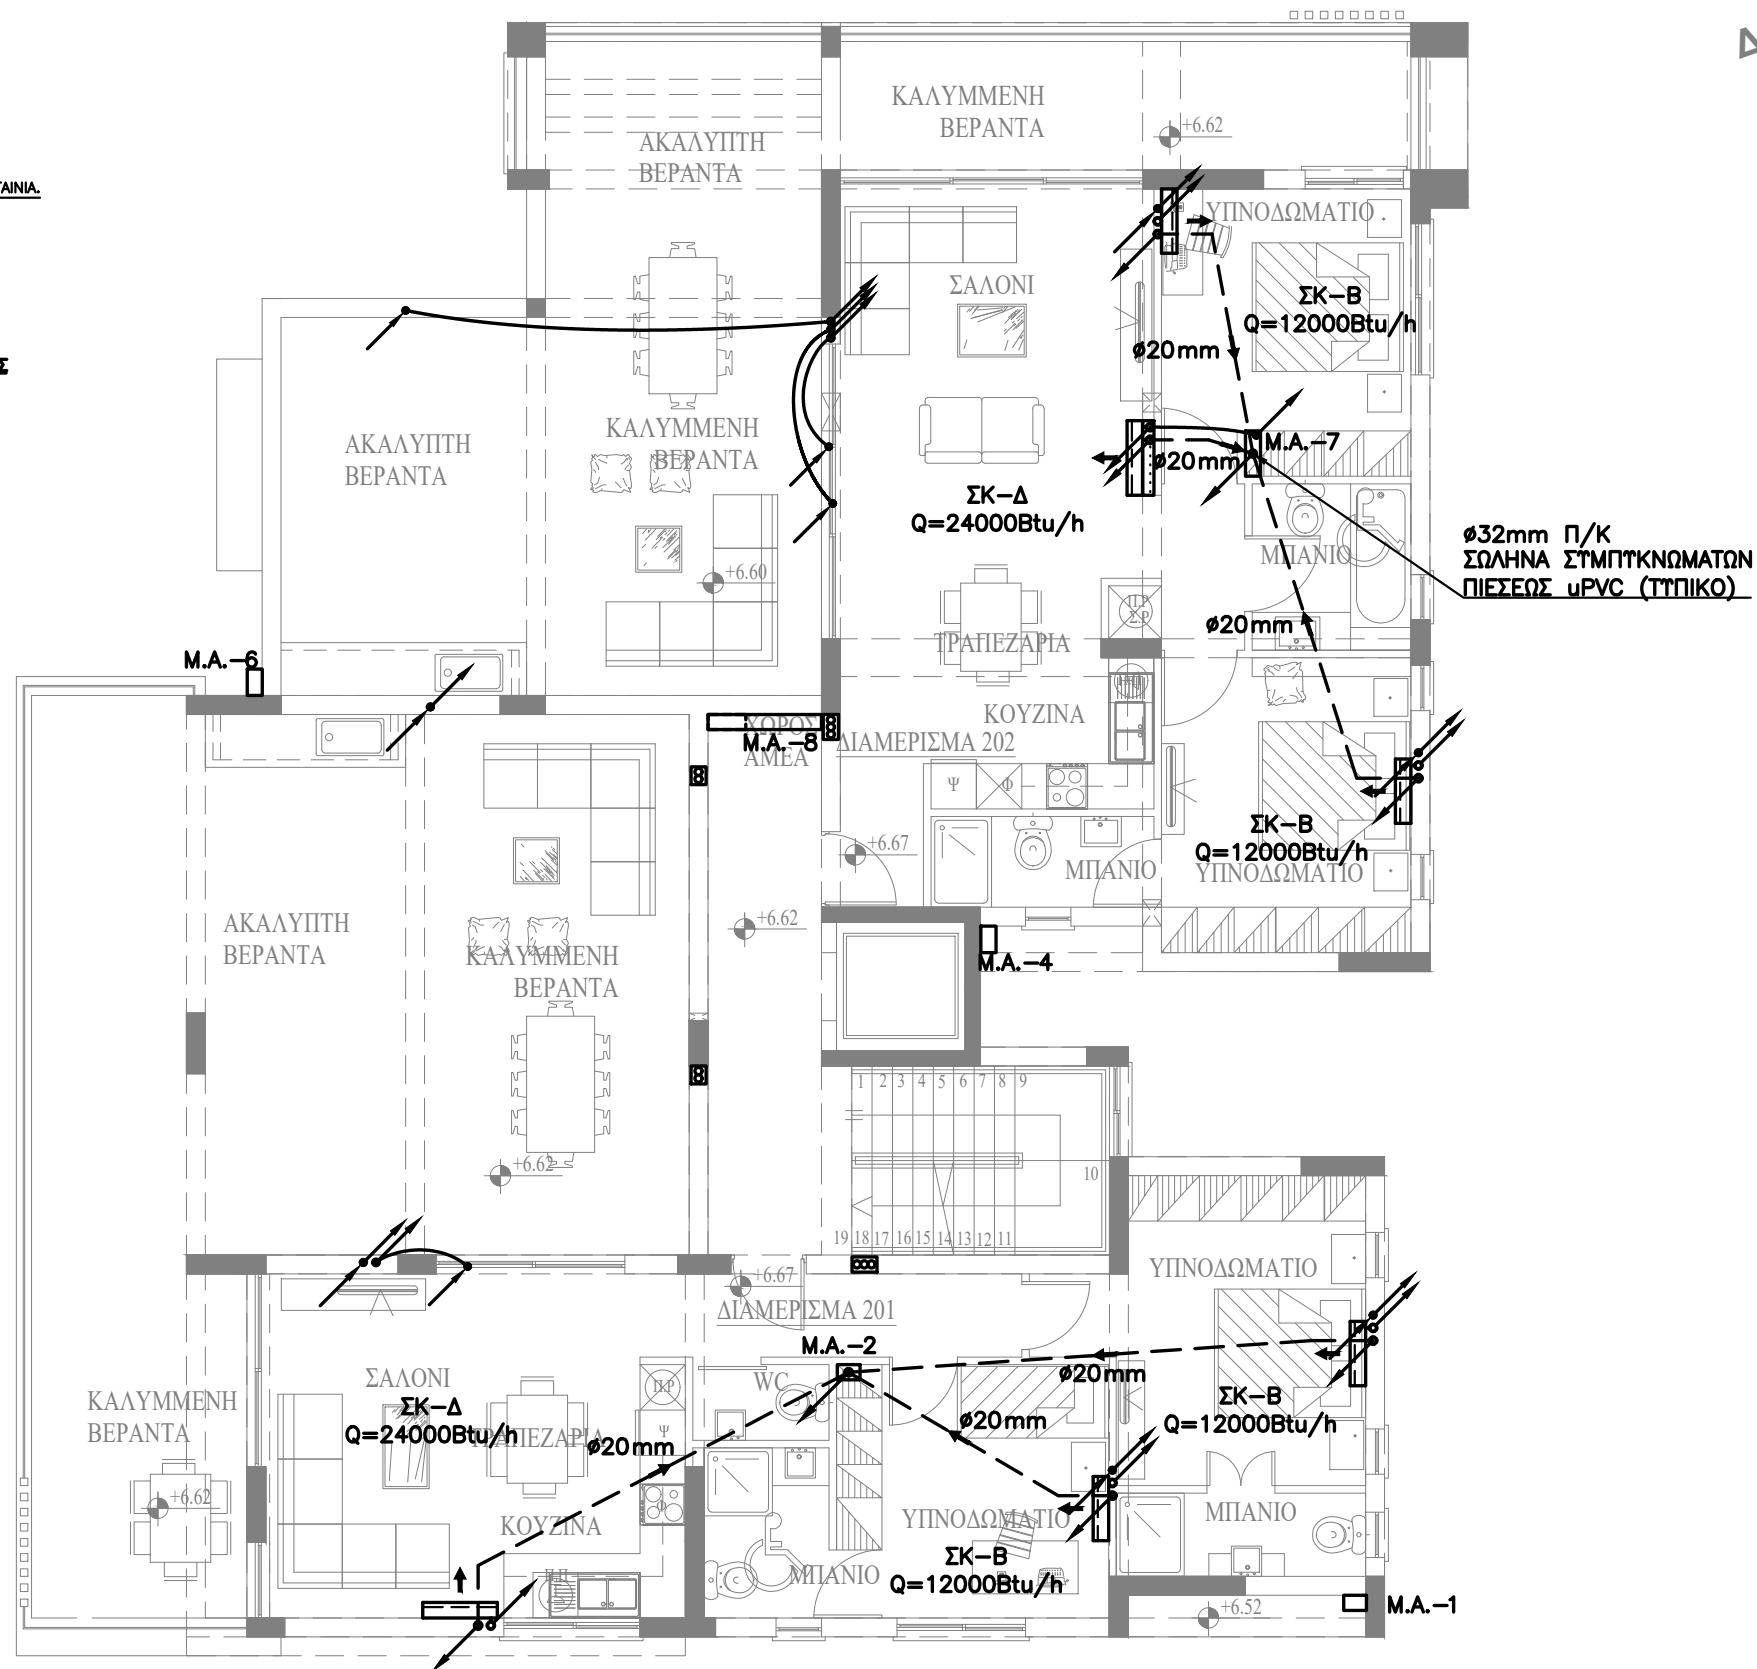 ΚΑΛΥΜΜΕΝΗ
ΒΕΡΑΝΤΑ
+6.62
ΑΚΑΛΥΠΤΗ
ΒΕΡΑΝΤΑ
ΤΑΙΝΙΑ.
ΥΠΝΟΔΩΜΑΤΙΟ
ΣΑΛΟΝΙ
ΣΚ-Β
Q=12000Btu/h
ø20mm
Σ
ΑΚΑΛΥΠΤΗ
ΒΕΡΑΝΤΑ
ΚΑΛΥΜΜΕΝΗ
ΒΕΡΑΝΤΑ
Μ.Α.-7
ø20mm
ΣΚ-Δ
Q=24000Btu/h
ø32mm Π/Κ
ΣΩΛΗΝΑ ΣΥΜΠΥΚΝΩΜΑΤΩΝ
ΠΙΕΣΕΩΣ uPVC (ΤΥΠΙΚΟ)
ΜΠΑΝΙΟ
+6.60
Π.Ρ
Σ.Ρ
ø20mm
ΤΡΑΠΕΖΑΡΙΑ
Μ.Α.-6
ΚΟΥΖΙΝΑ
ΧΩΡΟΣ
ΑΜΕΑ
Μ.Α.-8
ΔΙΑΜΕΡΙΣΜΑ 202
Ψ
Φ
ΣΚ-Β
Q=12000Btu/h
ΥΠΝΟΔΩΜΑΤΙΟ
+6.67
ΜΠΑΝΙΟ
ΑΚΑΛΥΠΤΗ
ΒΕΡΑΝΤΑ
+6.62
ΚΑΛΥΜΜΕΝΗ
ΒΕΡΑΝΤΑ
Μ.Α.-4
1 2 3 4 5 6 7 8 9
10
+6.62
19 18 17 16 15 14 13 12 11
+6.67
ΥΠΝΟΔΩΜΑΤΙΟ
ΔΙΑΜΕΡΙΣΜΑ 201
Μ.Α.-2
ø20mm
ΣΑΛΟΝΙ
Π.Ρ
WC
ΚΑΛΥΜΜΕΝΗ
ΒΕΡΑΝΤΑ
ΣΚ-Δ
Q=24000Btu/h
ΤΡΑΠΕΖΑΡΙΑ
Ψ
ø20mm
ø20mm
ΣΚ-Β
Q=12000Btu/h
+6.62
Φ
ΚΟΥΖΙΝΑ
ΥΠΝΟΔΩΜΑΤΙΟ
ΜΠΑΝΙΟ
ΣΚ-Β
Q=12000Btu/h
ΜΠΑΝΙΟ
+6.52
Μ.Α.-1